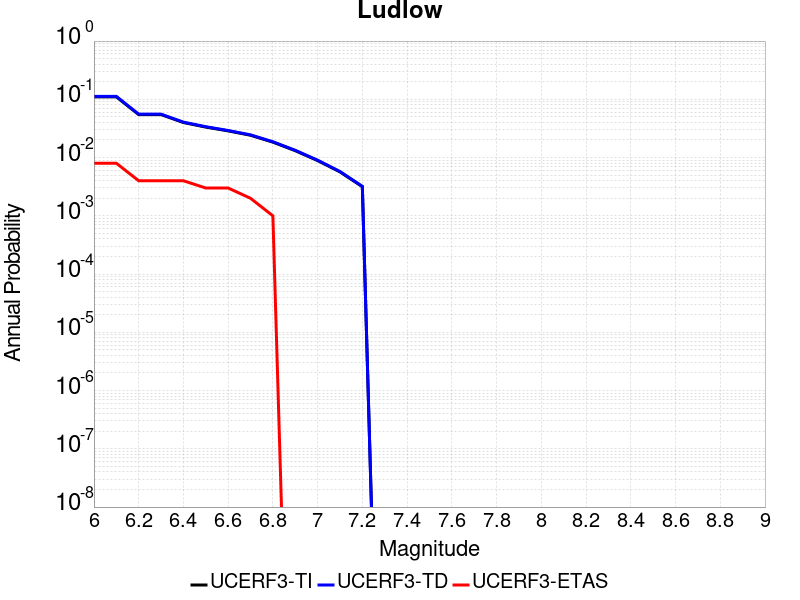 Ludlow
10^0
10^-1
10^-2
10^-3
10^-4
10^-5
10^-6
10^-7
10^-8
Annual Probability
6 6.2 6.4 6.6 6.8 7 7.2 7.4 7.6 7.8 8 8.2 8.4 8.6 8.8 9
Magnitude
UCERF3-TI UCERF3-TD UCERF3-ETAS